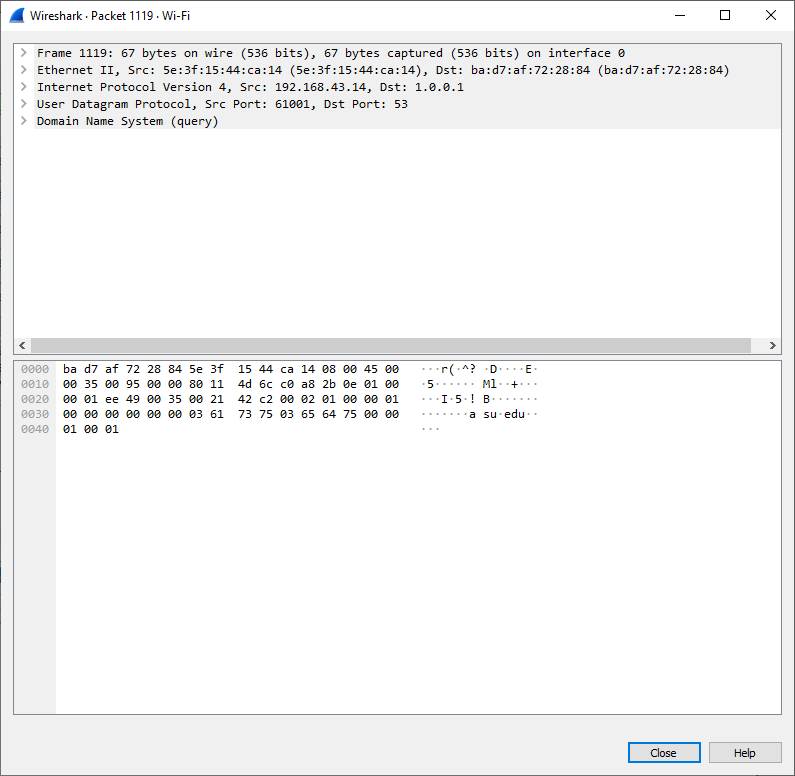 Wireshark · Packet 1119 · Wi-Fi
Frame 1119: 67 bytes on wire (536 bits), 67 bytes captured (536 bits) on interface 0
Ethernet II, Src: 5e:3f:15:44:ca:14 (5e:3f:15:44:ca:14), Dst: ba:d7:af:72:28:84 (ba:d7:af:72:28:84)
Internet Protocol Version 4, Src: 192.168.43.14, Dst: 1.0.0.1
User Datagram Protocol, Src Port: 61001, Dst Port: 53
Domain Name System (query)
0000 ba d7 af 72 28 84 5e 3f 15 44 ca 14 08 00 45 00 ···r(·^? ·D····E·
0010 00 35 00 95 00 00 80 11 4d 6c c0 a8 2b 0e 01 00 ·5······ Ml··+···
0020 00 01 ee 49 00 35 00 21 42 c2 00 02 01 00 00 01 ···I·5·! B·······
0030 00 00 00 00 00 00 03 61 73 75 03 65 64 75 00 00 ·······a su·edu··
0040 01 00 01 ···
Close Help